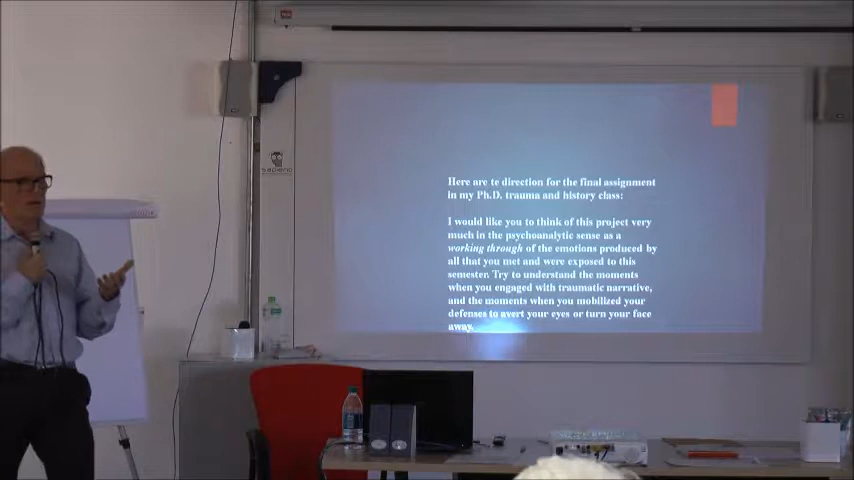 sapeino
Here are te direction for the final assignment
in my Ph.D. trauma and history class:
I would like you to think of this project very
much in the psychoanalytic sense as a
working through of the emotions produced by
all that you met and were exposed to this
semester. Try to understand the moments
when you engaged with traumatic narrative,
and the moments when you mobilized your
defenses to avert your eyes or turn your face
away.